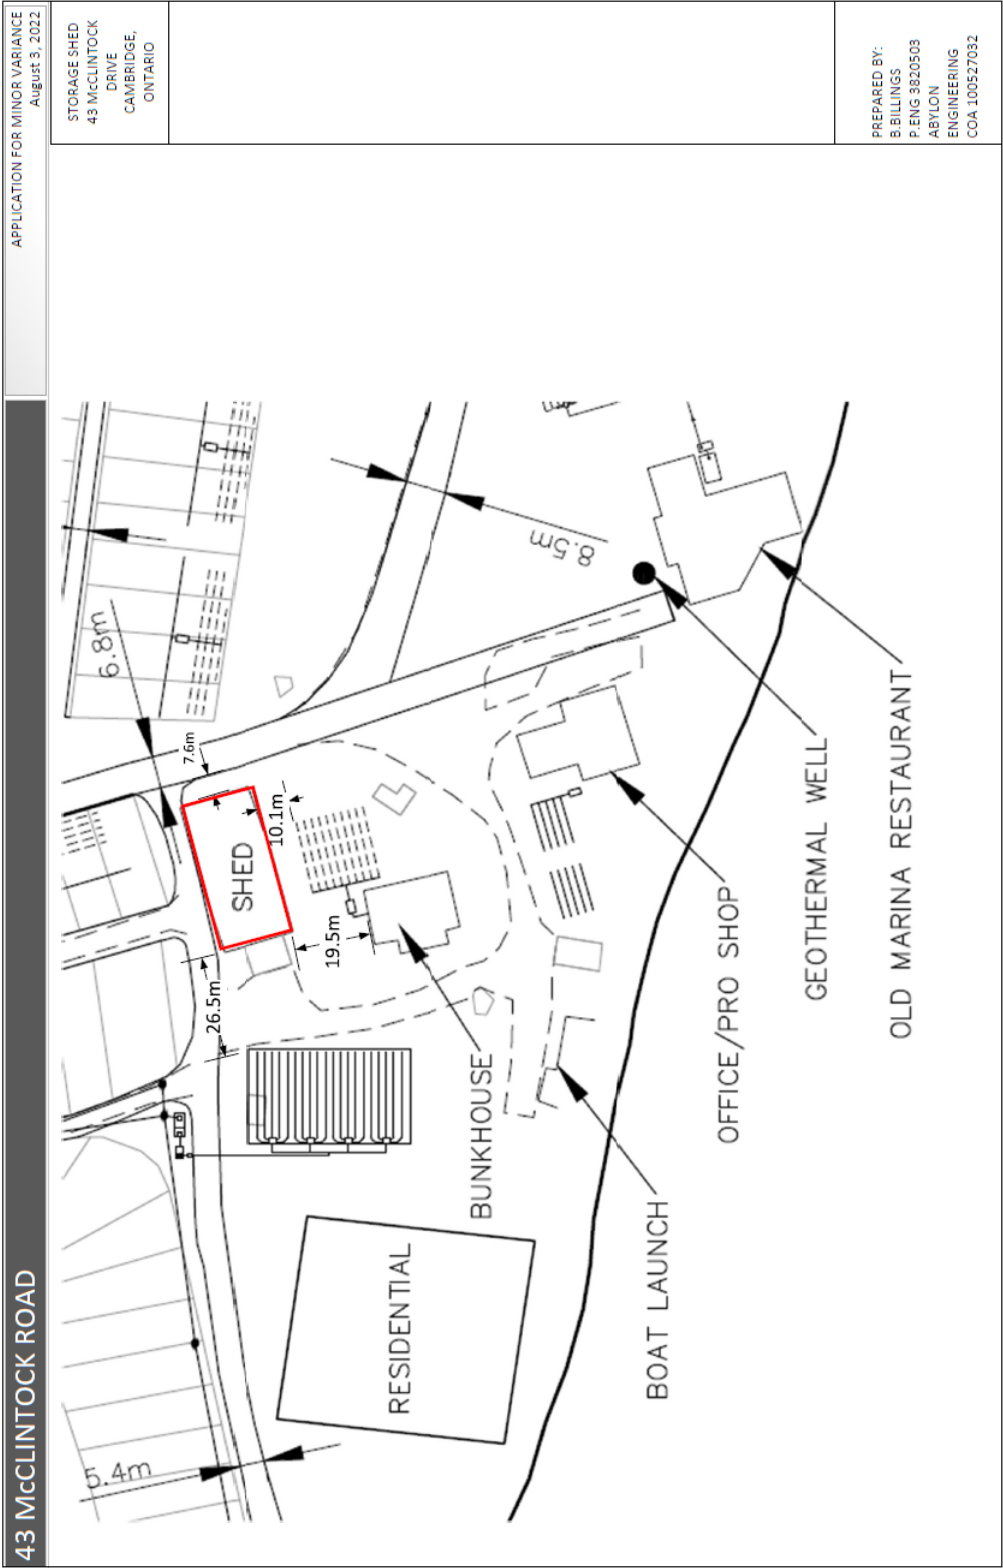 43 McCLINTOCK ROAD
APPLICATION FOR MINOR VARIANCE
August 3, 2022
STORAGE SHED
43 McCLINTOCK
DRIVE
CAMBRIDGE,
ONTARIO
PREPARED BY:
B.BILLINGS
P.ENG 3820503
ABYLON
ENGINEERING
COA 100527032
5.4m
6.8m
7.6m
8.5m
26.5m
SHED
10.1m
19.5m
RESIDENTIAL
BUNKHOUSE
BOAT LAUNCH
OFFICE/PRO SHOP
GEOTHERMAL WELL
OLD MARINA RESTAURANT